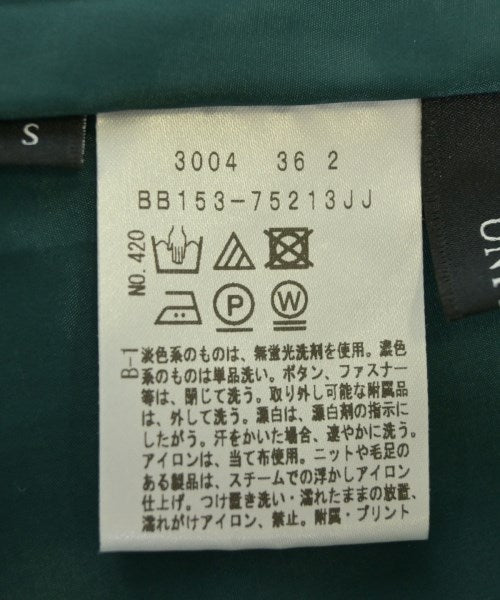 S
3004 36 2
BB153-75213JJ
NO. 420
P
W
B-1
淡色系のものは、無蛍光洗剤を使用。濃色
系のものは単品洗い。ボタン、ファスナー
等は、閉じて洗う。取り外し可能な附属品
は、外して洗う。漂白は、漂白剤の指示に
したがう。汗をかいた場合、速やかに洗う。
アイロンは、当て布使用。ニットや毛足の
ある製品は、スチームでの浮かしアイロン
仕上げ。つけ置き洗い・濡れたままの放置、
濡れがけアイロン、禁止。附属・プリント
UN